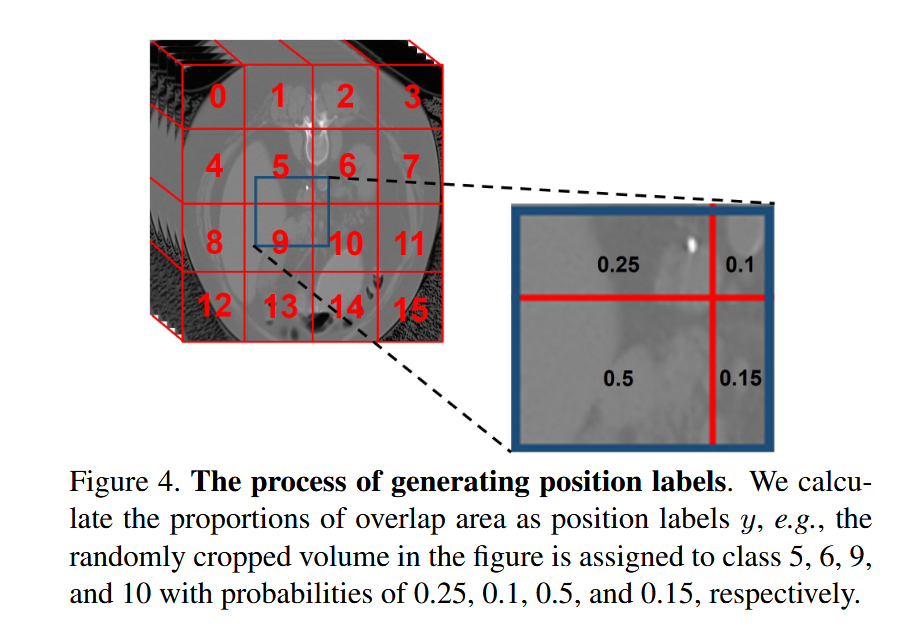 0 1 2 3
4 5 6 7
8 9 10 11
12 13 14 15
0.25 0.1
0.5 0.15
Figure 4. The process of generating position labels. We calcu-
late the proportions of overlap area as position labels y, e.g., the
randomly cropped volume in the figure is assigned to class 5, 6, 9,
and 10 with probabilities of 0.25, 0.1, 0.5, and 0.15, respectively.